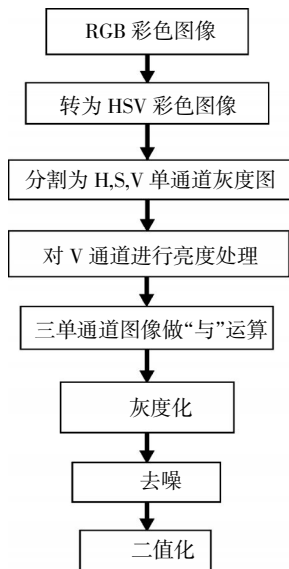 RGB 彩色图像
转为 HSV 彩色图像
分割为 H,S,V 单通道灰度图
对 V 通道进行亮度处理
三单通道图像做“与”运算
灰度化
去噪
二值化